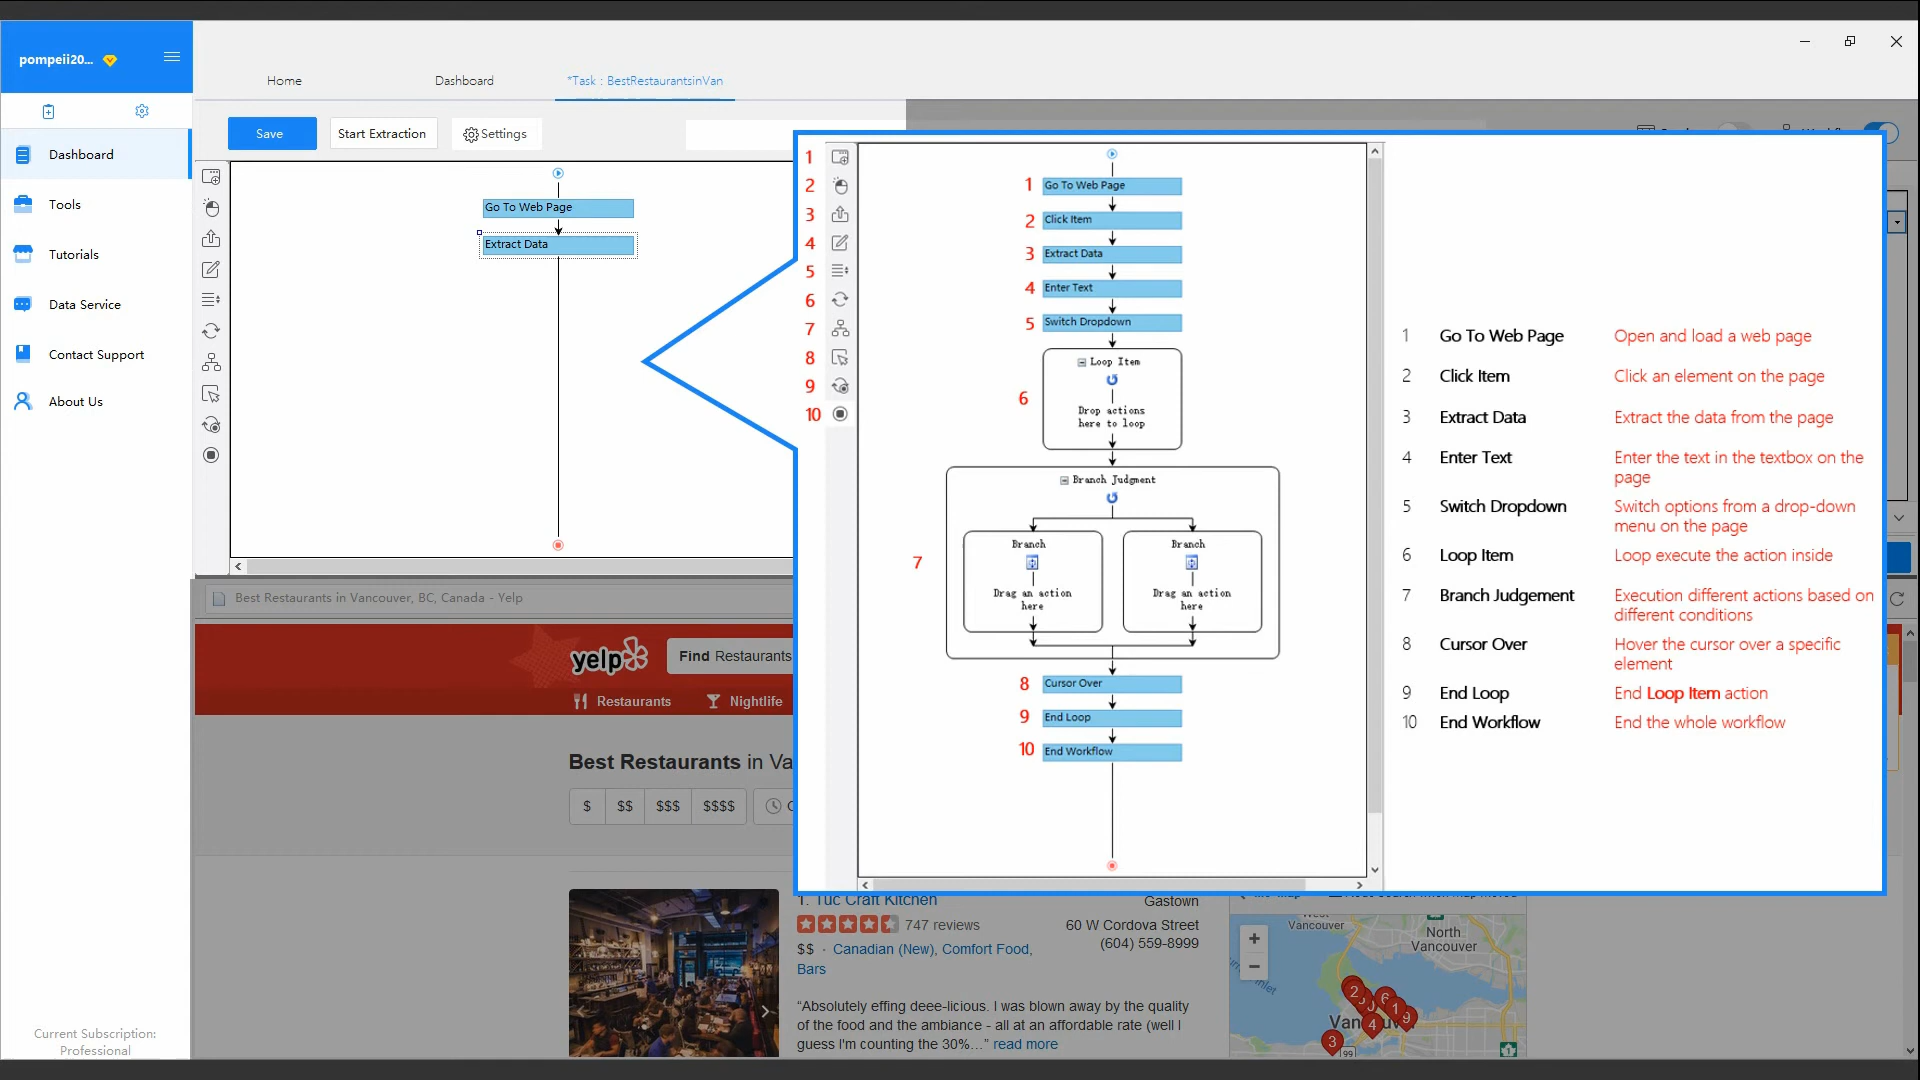 pompeii20...
Home
Dashboard
*Task : BestRestaurantsinVan
Save
Start Extraction
Settings
Dashboard
Tools
Tutorials
Data Service
Contact Support
About Us
Current Subscription:
Professional
Go To Web Page
Extract Data
1
2
3
4
5
6
7
8
9
10
1 Go To Web Page
2 Click Item
3 Extract Data
4 Enter Text
5 Switch Dropdown
6
Loop Item
Drop actions
here to loop
7
Branch Judgment
Branch
Drag an action
here
Branch
Drag an action
here
8 Cursor Over
9 End Loop
10 End Workflow
1 Go To Web Page Open and load a web page
2 Click Item Click an element on the page
3 Extract Data Extract the data from the page
4 Enter Text Enter the text in the textbox on the
page
5 Switch Dropdown Switch options from a drop-down
menu on the page
6 Loop Item Loop execute the action inside
7 Branch Judgement Execution different actions based on
different conditions
8 Cursor Over Hover the cursor over a specific
element
9 End Loop End Loop Item action
10 End Workflow End the whole workflow
Best Restaurants in Vancouver, BC, Canada - Yelp
yelp
Find Restaurants
Restaurants
Nightlife
Best Restaurants in Va
$ $$ $$$ $$$$
1. Tuc Craft Kitchen
747 reviews
$$ · Canadian (New), Comfort Food,
Bars
Gastown
60 W Cordova Street
(604) 559-8999
“Absolutely effing deee-licious. I was blown away by the quality
of the food and the ambiance - all at an affordable rate (well I
guess I'm counting the 30%...” read more
+
−
West
Vancouver
North
Vancouver
2
6
1
9
4
3
99
1